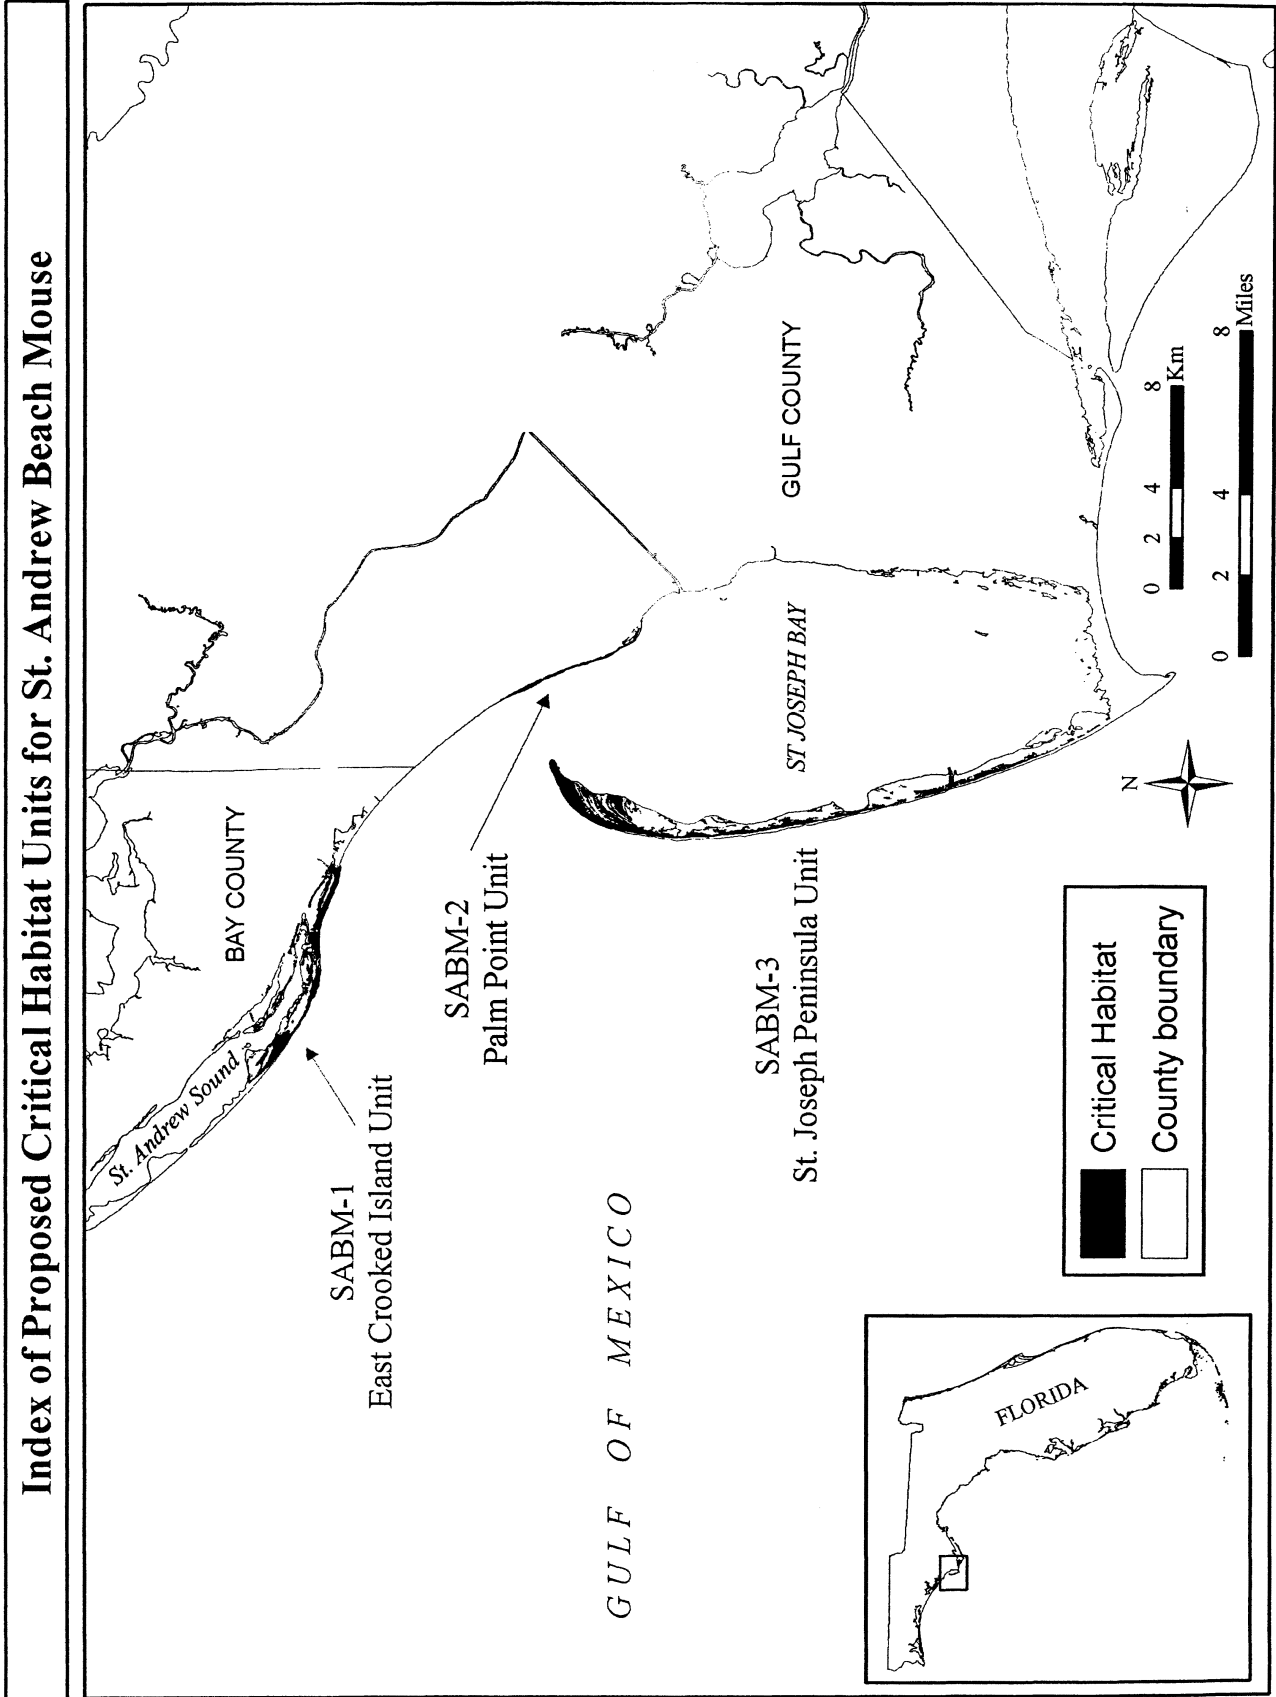 Index of Proposed Critical Habitat Units for St. Andrew Beach Mouse
St. Andrew Sound
BAY COUNTY
SABM-1
East Crooked Island Unit
SABM-2
Palm Point Unit
GULF OF MEXICO
SABM-3
St. Joseph Peninsula Unit
ST JOSEPH BAY
GULF COUNTY
FLORIDA
Critical Habitat
County boundary
N
0 2 4 8
Km
0 2 4 8
Miles